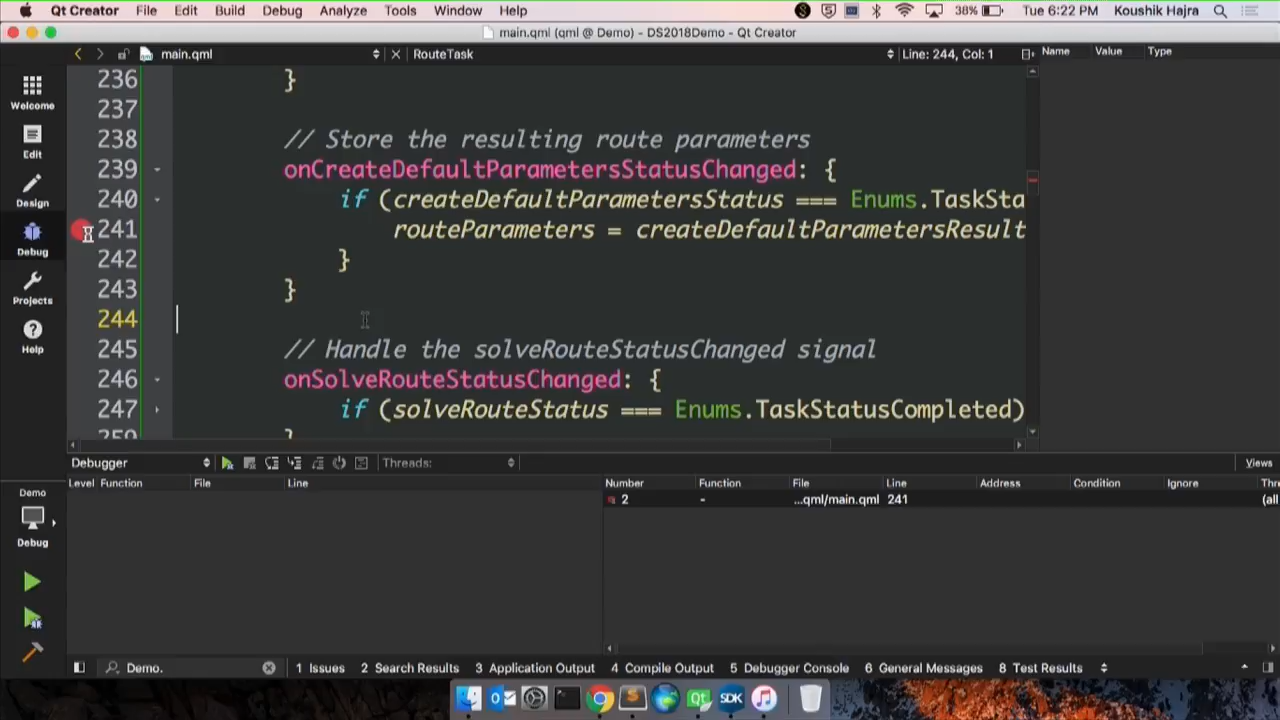 Qt Creator File Edit Build Debug Analyze Tools Window Help 5 38% Tue 6:22 PM Koushik Hajra
main.qml (qml @ Demo) - DS2018Demo - Qt Creator
main.qml RouteTask Line: 244, Col: 1 Name Value Type
Welcome
Edit
Design
Debug
Projects
Help
236 }
237
238 // Store the resulting route parameters
239 onCreateDefaultParametersStatusChanged: {
240 if (createDefaultParametersStatus === Enums.TaskSta
241 routeParameters = createDefaultParametersResult
242 }
243 }
244
245 // Handle the solveRouteStatusChanged signal
246 onSolveRouteStatusChanged: {
247 if (solveRouteStatus === Enums.TaskStatusCompleted)
259 }
Debugger Threads: Views
Level Function File Line Number Function File Line Address Condition Ignore Thre
2 - ...qml/main.qml 241 (all
Demo
Debug
Demo. 1 Issues 2 Search Results 3 Application Output 4 Compile Output 5 Debugger Console 6 General Messages 8 Test Results
Qt SDK